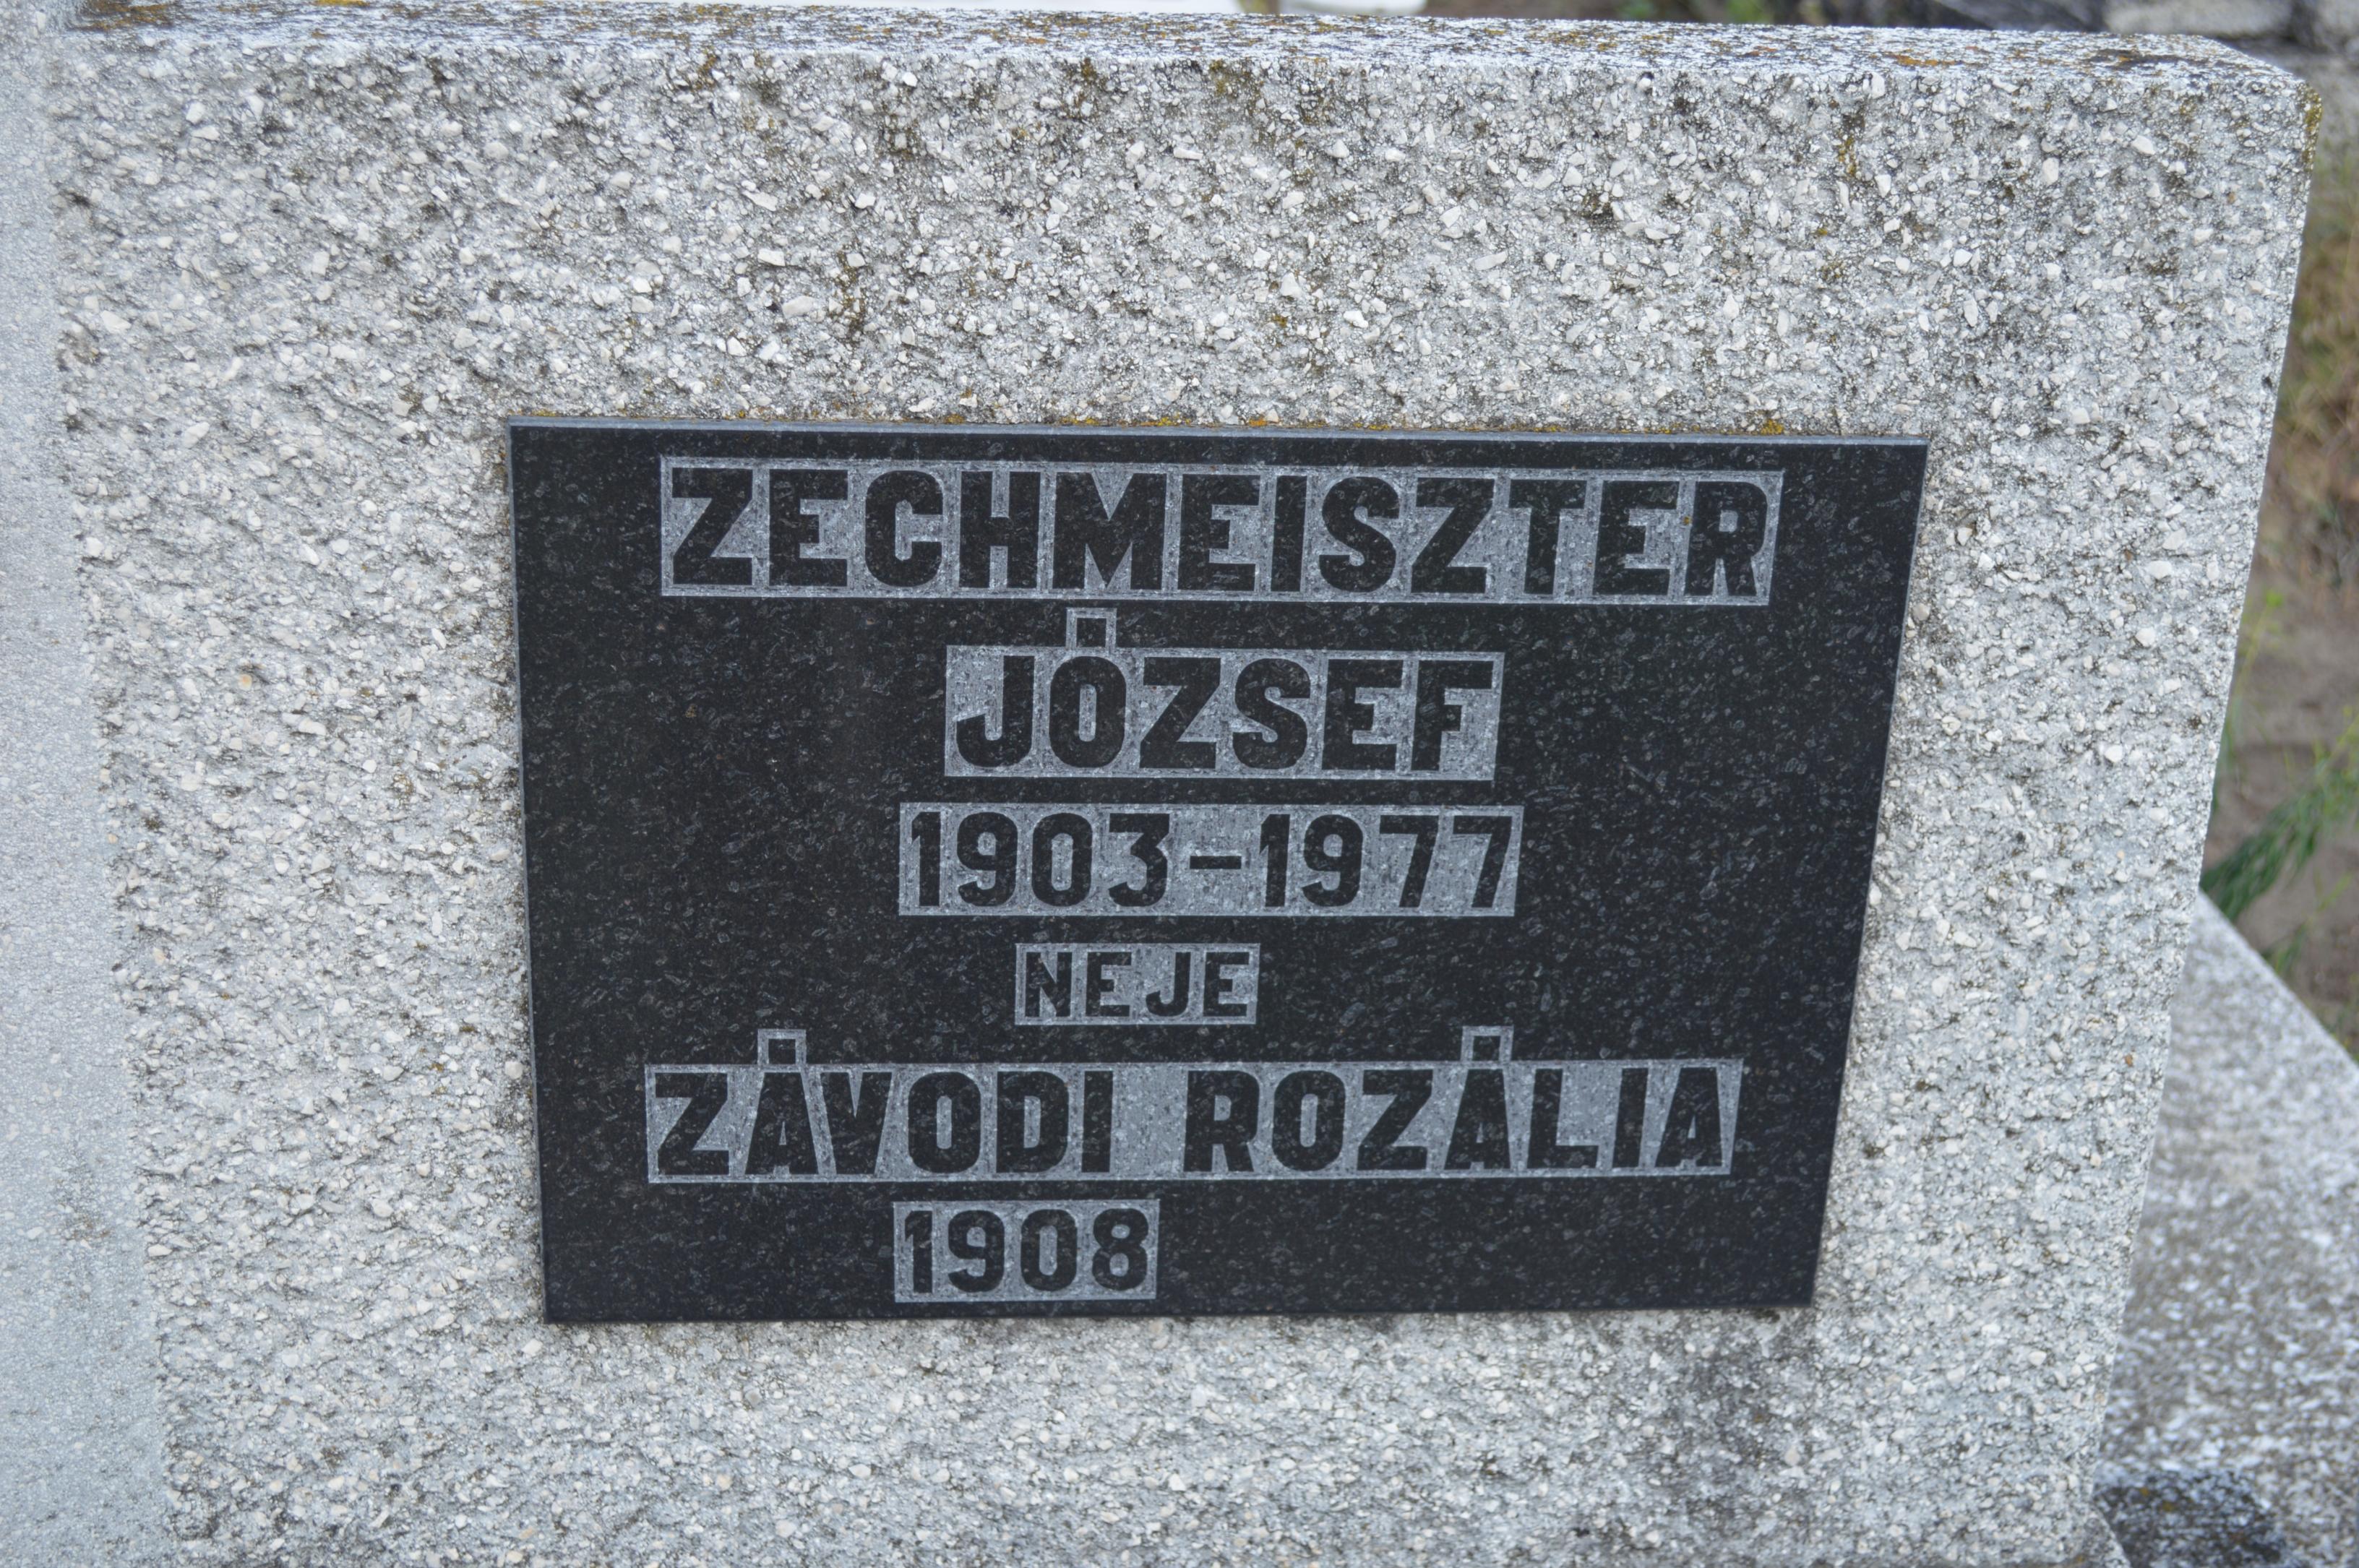 ZECHMEISZTER
JÓZSEF
1903-1977
NEJE
ZÁVODI ROZÁLIA
1908